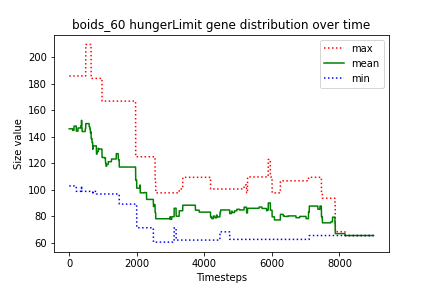 boids_60 hungerLimit gene distribution over time
max
mean
min
Size value
200
180
160
140
120
100
80
60
0
2000
4000
6000
8000
Timesteps